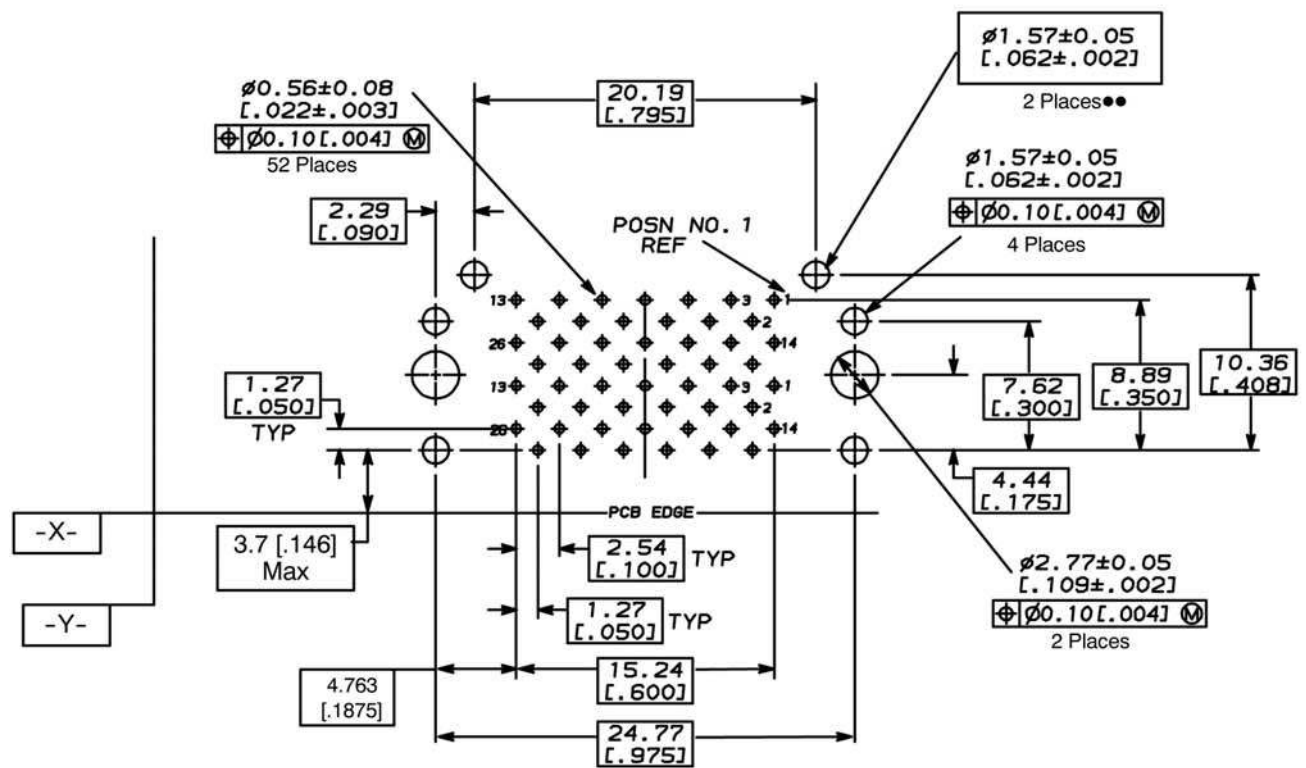 ø1.57±0.05
[.062±.002]
2 Places●●
ø0.56±0.08
[.022±.003]
⌖ Ø0.10[.004] Ⓜ
52 Places
20.19
[.795]
ø1.57±0.05
[.062±.002]
⌖ Ø0.10[.004] Ⓜ
4 Places
2.29
[.090]
POSN NO. 1
REF
13
3
1
2
26
14
13
3
1
2
26
14
1.27
[.050]
TYP
7.62
[.300]
8.89
[.350]
10.36
[.408]
4.44
[.175]
PCB EDGE
-X-
3.7 [.146]
Max
2.54
[.100]
TYP
ø2.77±0.05
[.109±.002]
⌖ Ø0.10[.004] Ⓜ
2 Places
-Y-
1.27
[.050]
TYP
4.763
[.1875]
15.24
[.600]
24.77
[.975]